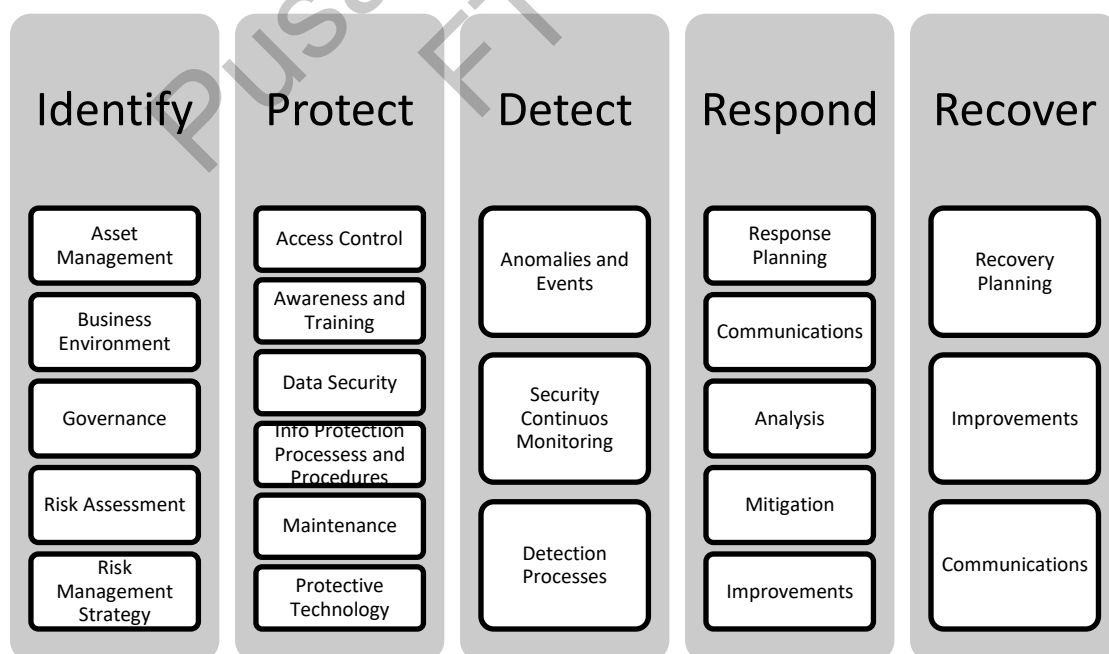 Identify
Asset
Management
Business
Environment
Governance
Risk Assessment
Risk
Management
Strategy
Protect
Access Control
Awareness and
Training
Data Security
Info Protection
Processess and
Procedures
Maintenance
Protective
Technology
Detect
Anomalies and
Events
Security
Continuos
Monitoring
Detection
Processes
Respond
Response
Planning
Communications
Analysis
Mitigation
Improvements
Recover
Recovery
Planning
Improvements
Communications